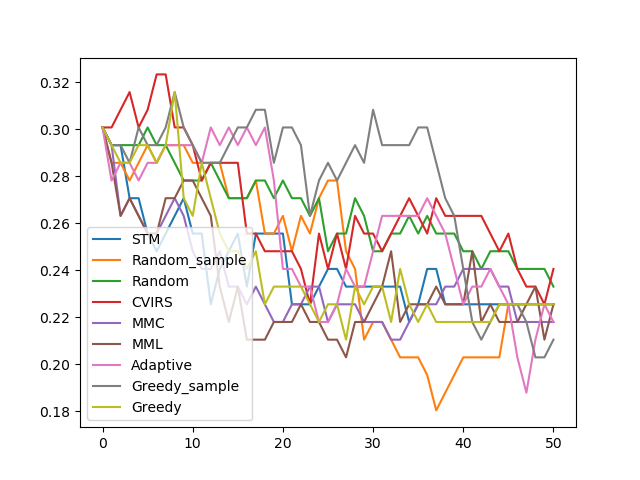 0.32
0.30
0.28
0.26
0.24
0.22
0.20
0.18
STM
Random_sample
Random
CVIRS
MMC
MML
Adaptive
Greedy_sample
Greedy
0 10 20 30 40 50